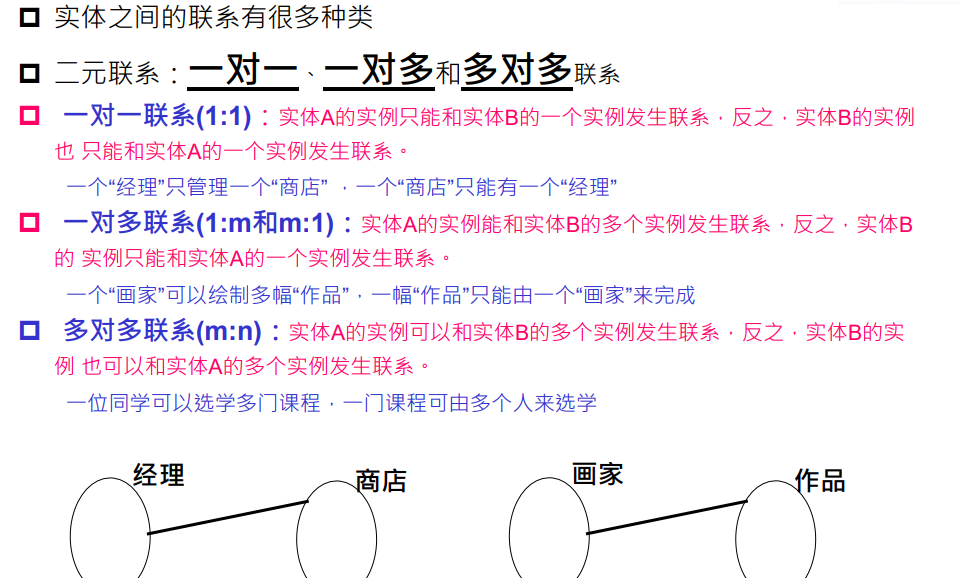 实体之间的联系有很多种类
二元联系：一对一、一对多和多对多联系
一对一联系(1:1)：实体A的实例只能和实体B的一个实例发生联系，反之，实体B的实例
也 只能和实体A的一个实例发生联系。
一个“经理”只管理一个“商店” ，一个“商店”只能有一个“经理”
一对多联系(1:m和m:1)：实体A的实例能和实体B的多个实例发生联系，反之，实体B
的 实例只能和实体A的一个实例发生联系。
一个“画家”可以绘制多幅“作品”，一幅“作品”只能由一个“画家”来完成
多对多联系(m:n)：实体A的实例可以和实体B的多个实例发生联系，反之，实体B的实
例 也可以和实体A的多个实例发生联系。
一位同学可以选学多门课程，一门课程可由多个人来选学
经理
商店
画家
作品